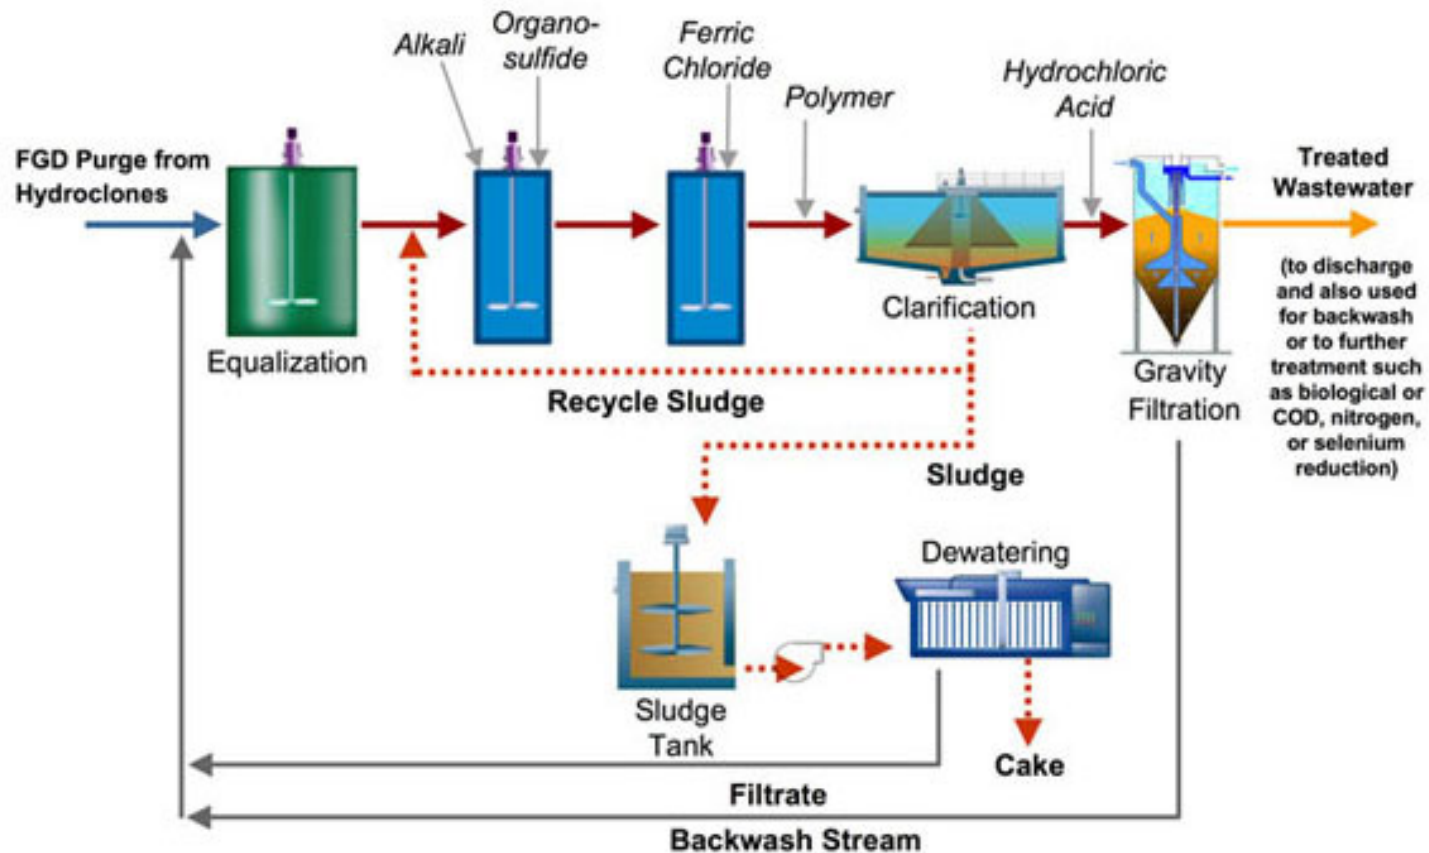 Organo-
sulfide
Alkali
Ferric
Chloride
Polymer
Hydrochloric
Acid
FGD Purge from
Hydroclones
Treated
Wastewater
(to discharge
and also used
for backwash
or to further
treatment such
as biological or
COD, nitrogen,
or selenium
reduction)
Equalization
Clarification
Gravity
Filtration
Recycle Sludge
Sludge
Dewatering
Sludge
Tank
Cake
Filtrate
Backwash Stream